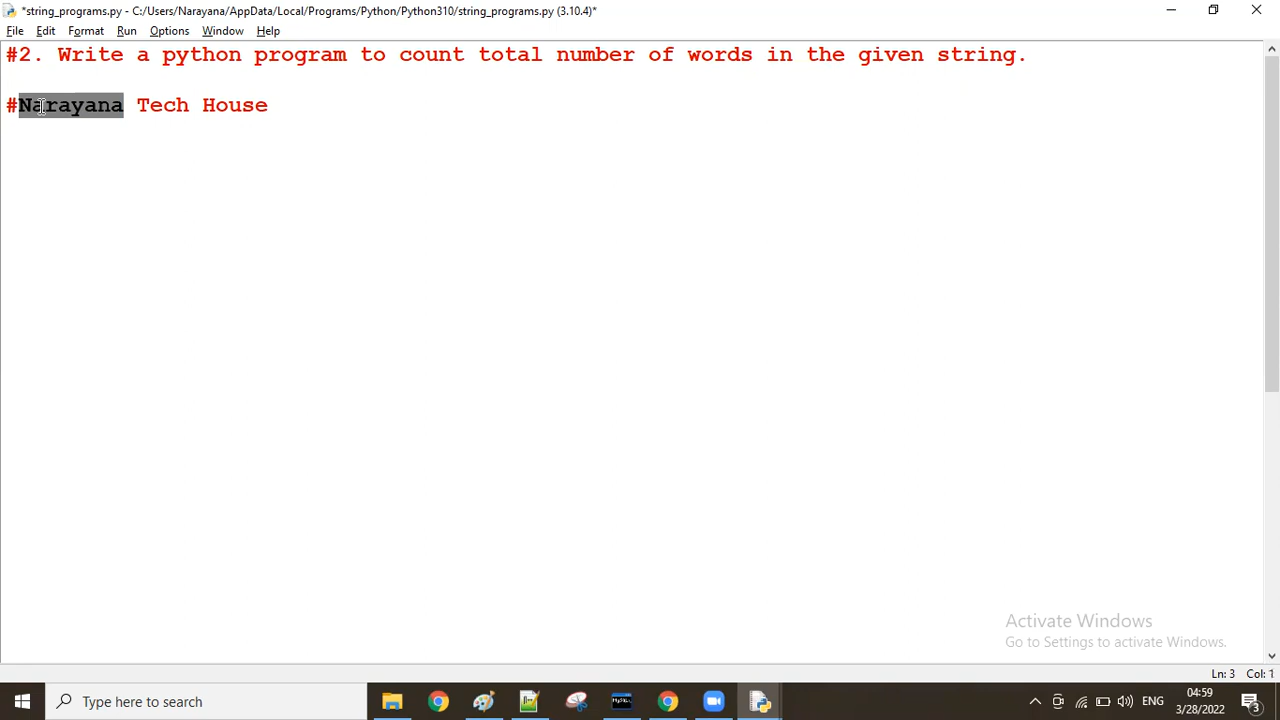 *string_programs.py - C:/Users/Narayana/AppData/Local/Programs/Python/Python310/string_programs.py (3.10.4)*
File Edit Format Run Options Window Help
#2. Write a python program to count total number of words in the given string.
#Narayana Tech House
Activate Windows
Go to Settings to activate Windows.
Ln: 3 Col: 1
Type here to search
ENG
04:59
3/28/2022
3